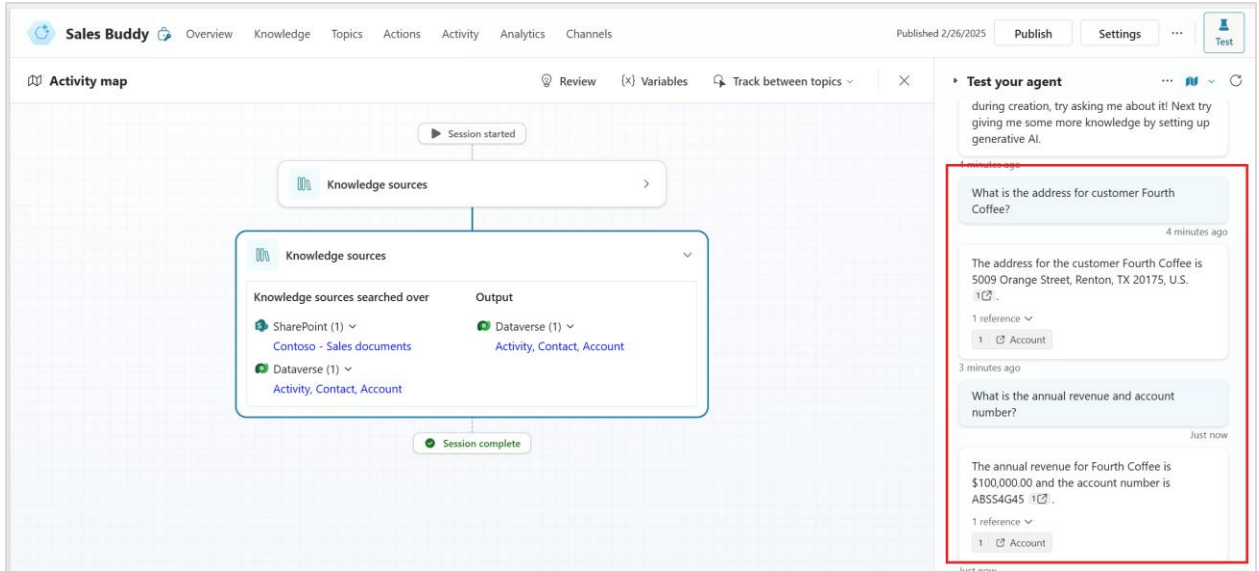 Sales Buddy Overview Knowledge Topics Actions Activity Analytics Channels Published 2/26/2025 Publish Settings ... Test
Activity map Review {x} Variables Track between topics
Session started
Knowledge sources
Knowledge sources
Knowledge sources searched over Output
SharePoint (1) Dataverse (1)
Contoso - Sales documents Activity, Contact, Account
Dataverse (1)
Activity, Contact, Account
Session complete
Test your agent ...
during creation, try asking me about it! Next try
giving me some more knowledge by setting up
generative AI.
4 minutes ago
What is the address for customer Fourth
Coffee?
4 minutes ago
The address for the customer Fourth Coffee is
5009 Orange Street, Renton, TX 20175, U.S.
1 .
1 reference
1 Account
3 minutes ago
What is the annual revenue and account
number?
Just now
The annual revenue for Fourth Coffee is
$100,000.00 and the account number is
ABSS4G45 1 .
1 reference
1 Account
Just now